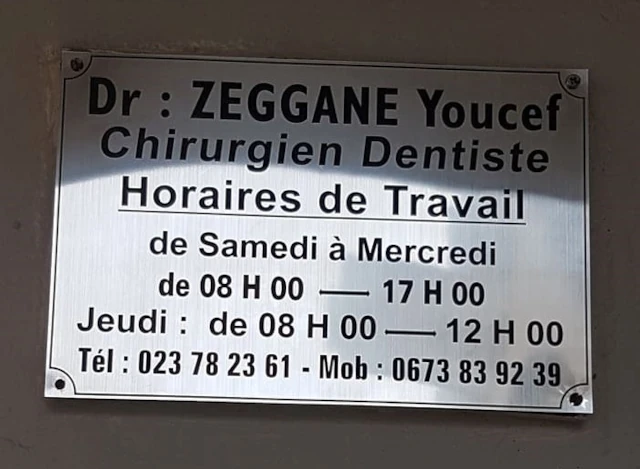 Dr : ZEGGANE Youcef
Chirurgien Dentiste
Horaires de Travail
de Samedi à Mercredi
de 08 H 00 — 17 H 00
Jeudi : de 08 H 00 — 12 H 00
Tél : 023 78 23 61 - Mob : 0673 83 92 39